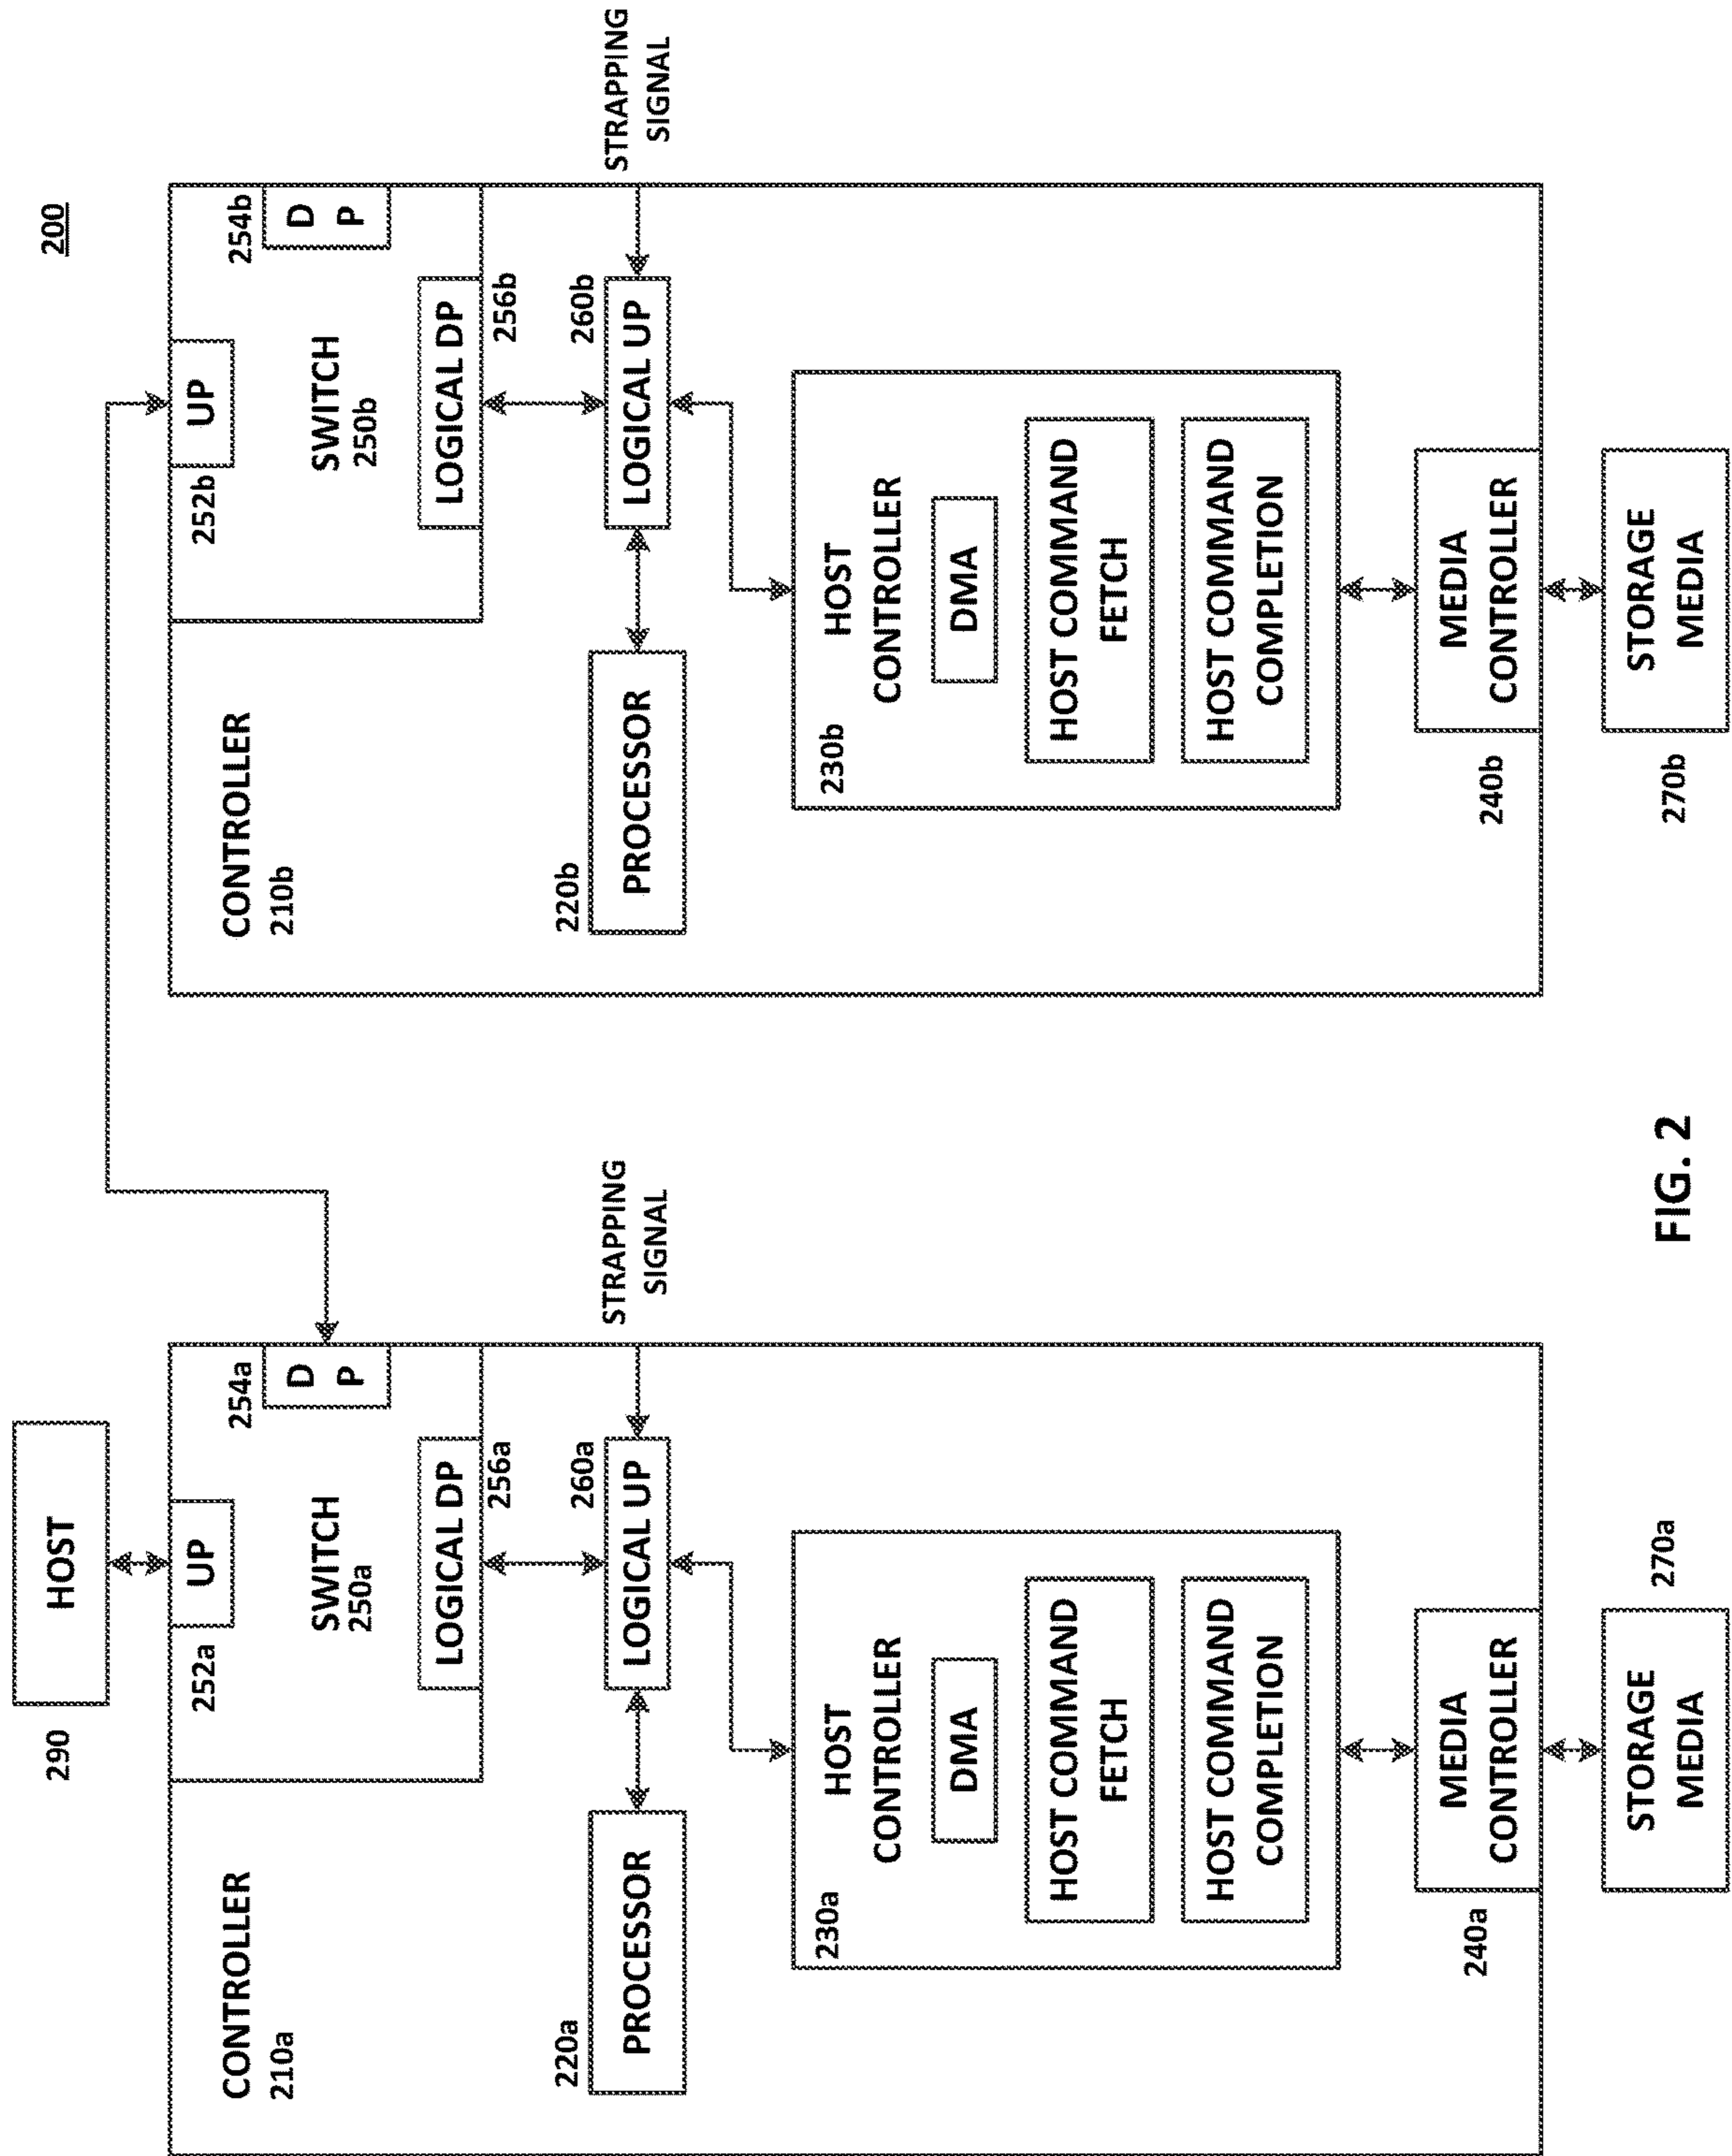 200
290
HOST
CONTROLLER
210a
252a
UP
254a
D
P
SWITCH
250a
LOGICAL DP
256a
220a
PROCESSOR
260a
LOGICAL UP
STRAPPING
SIGNAL
230a
HOST
CONTROLLER
DMA
HOST COMMAND
FETCH
HOST COMMAND
COMPLETION
240a
MEDIA
CONTROLLER
STORAGE
MEDIA
270a
CONTROLLER
210b
252b
UP
254b
D
P
SWITCH
250b
LOGICAL DP
256b
220b
PROCESSOR
260b
LOGICAL UP
STRAPPING
SIGNAL
230b
HOST
CONTROLLER
DMA
HOST COMMAND
FETCH
HOST COMMAND
COMPLETION
240b
MEDIA
CONTROLLER
270b
STORAGE
MEDIA
FIG. 2